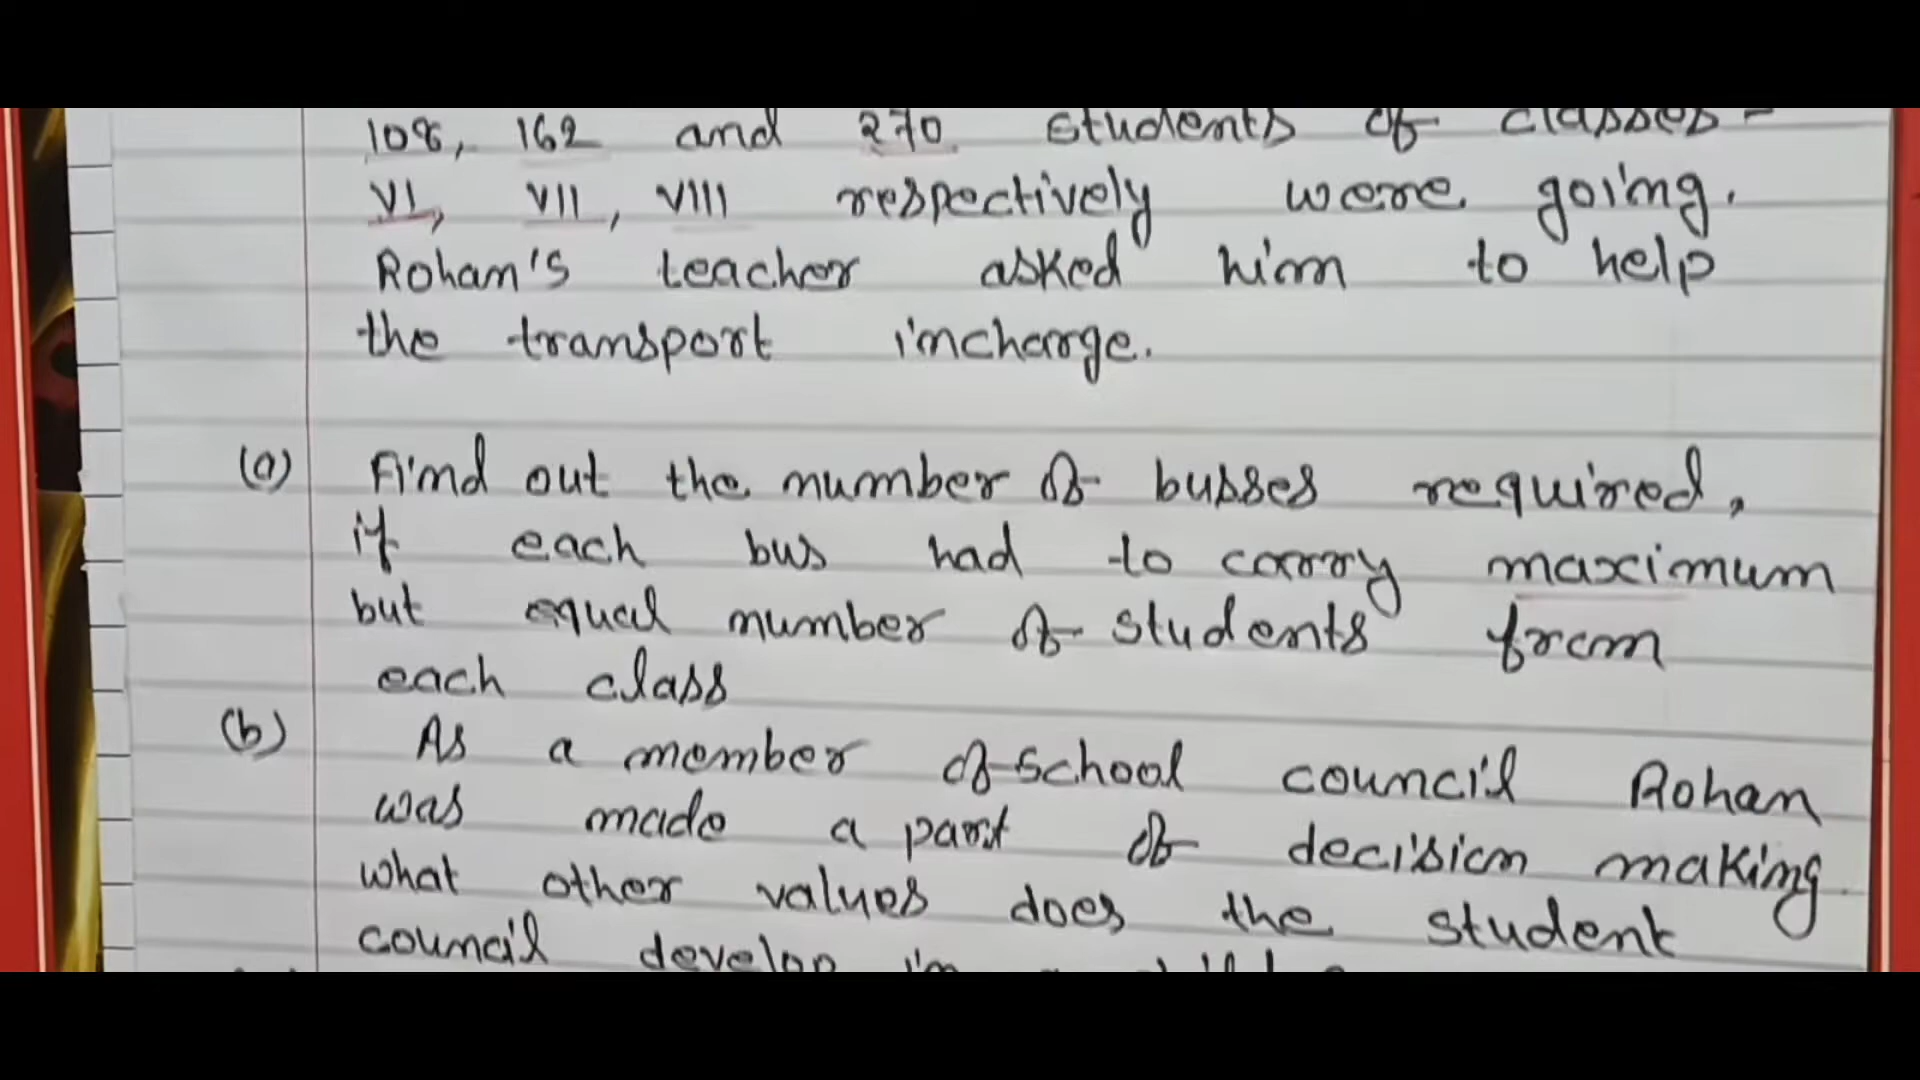 108, 162 and 270 students of classes-
VI, VII, VIII respectively were going.
Rohan's teacher asked him to help
the transport incharge.
(a) Find out the number of busses required,
if each bus had to carry maximum
but equal number of students from
each class
(b) As a member of school council Rohan
was made a part of decision making.
what other values does the student
council develop in a